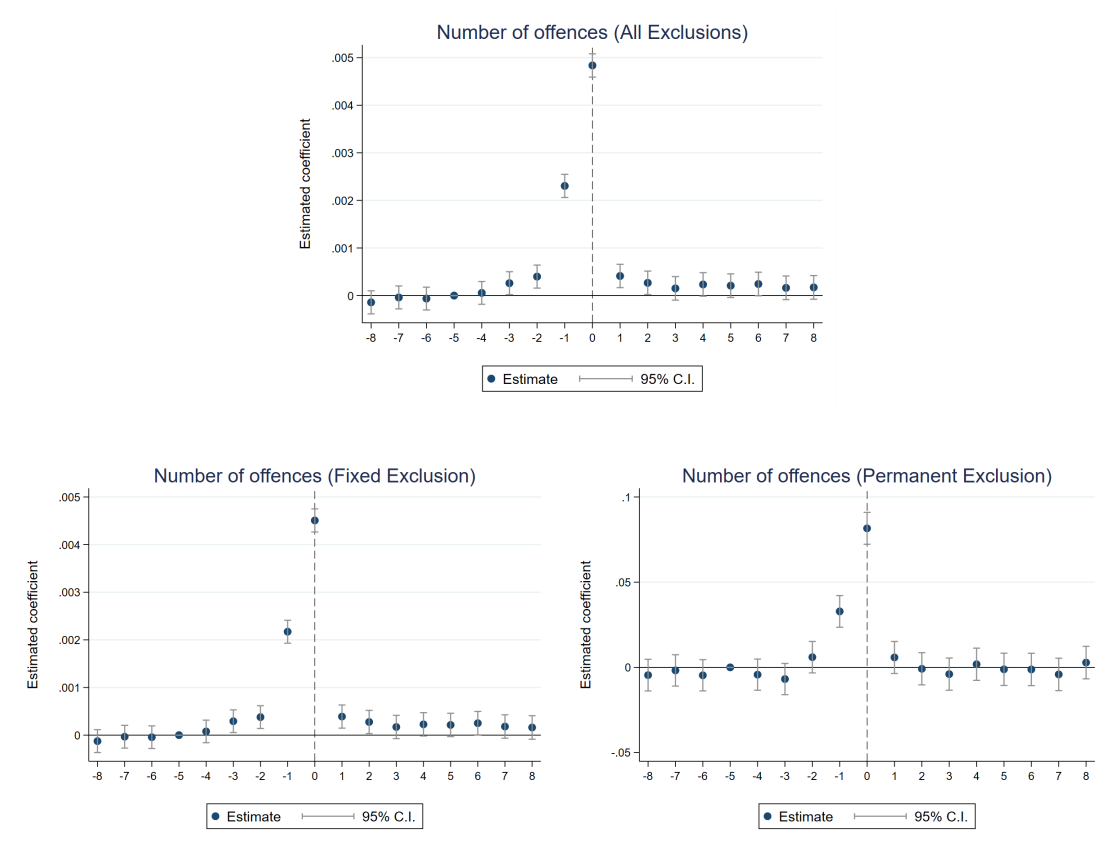 Number of offences (All Exclusions)
Estimated coefficient
.005
.004
.003
.002
.001
0
-8 -7 -6 -5 -4 -3 -2 -1 0 1 2 3 4 5 6 7 8
Estimate 95% C.I.
Number of offences (Fixed Exclusion)
Estimated coefficient
.005
.004
.003
.002
.001
0
-8 -7 -6 -5 -4 -3 -2 -1 0 1 2 3 4 5 6 7 8
Estimate 95% C.I.
Number of offences (Permanent Exclusion)
Estimated coefficient
.1
.05
0
-.05
-8 -7 -6 -5 -4 -3 -2 -1 0 1 2 3 4 5 6 7 8
Estimate 95% C.I.